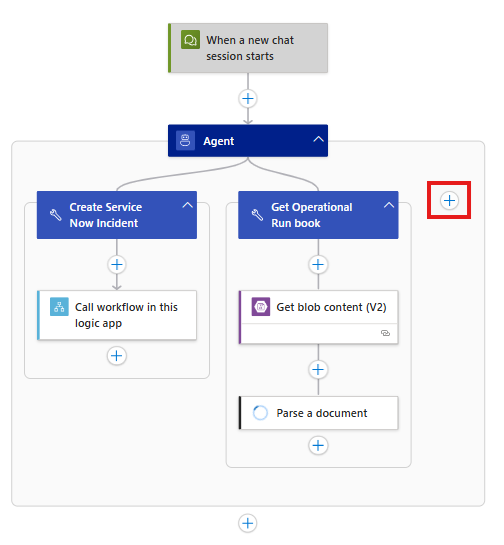 When a new chat
session starts
Agent
Create Service
Now Incident
Get Operational
Run book
Call workflow in this
logic app
Get blob content (V2)
Parse a document